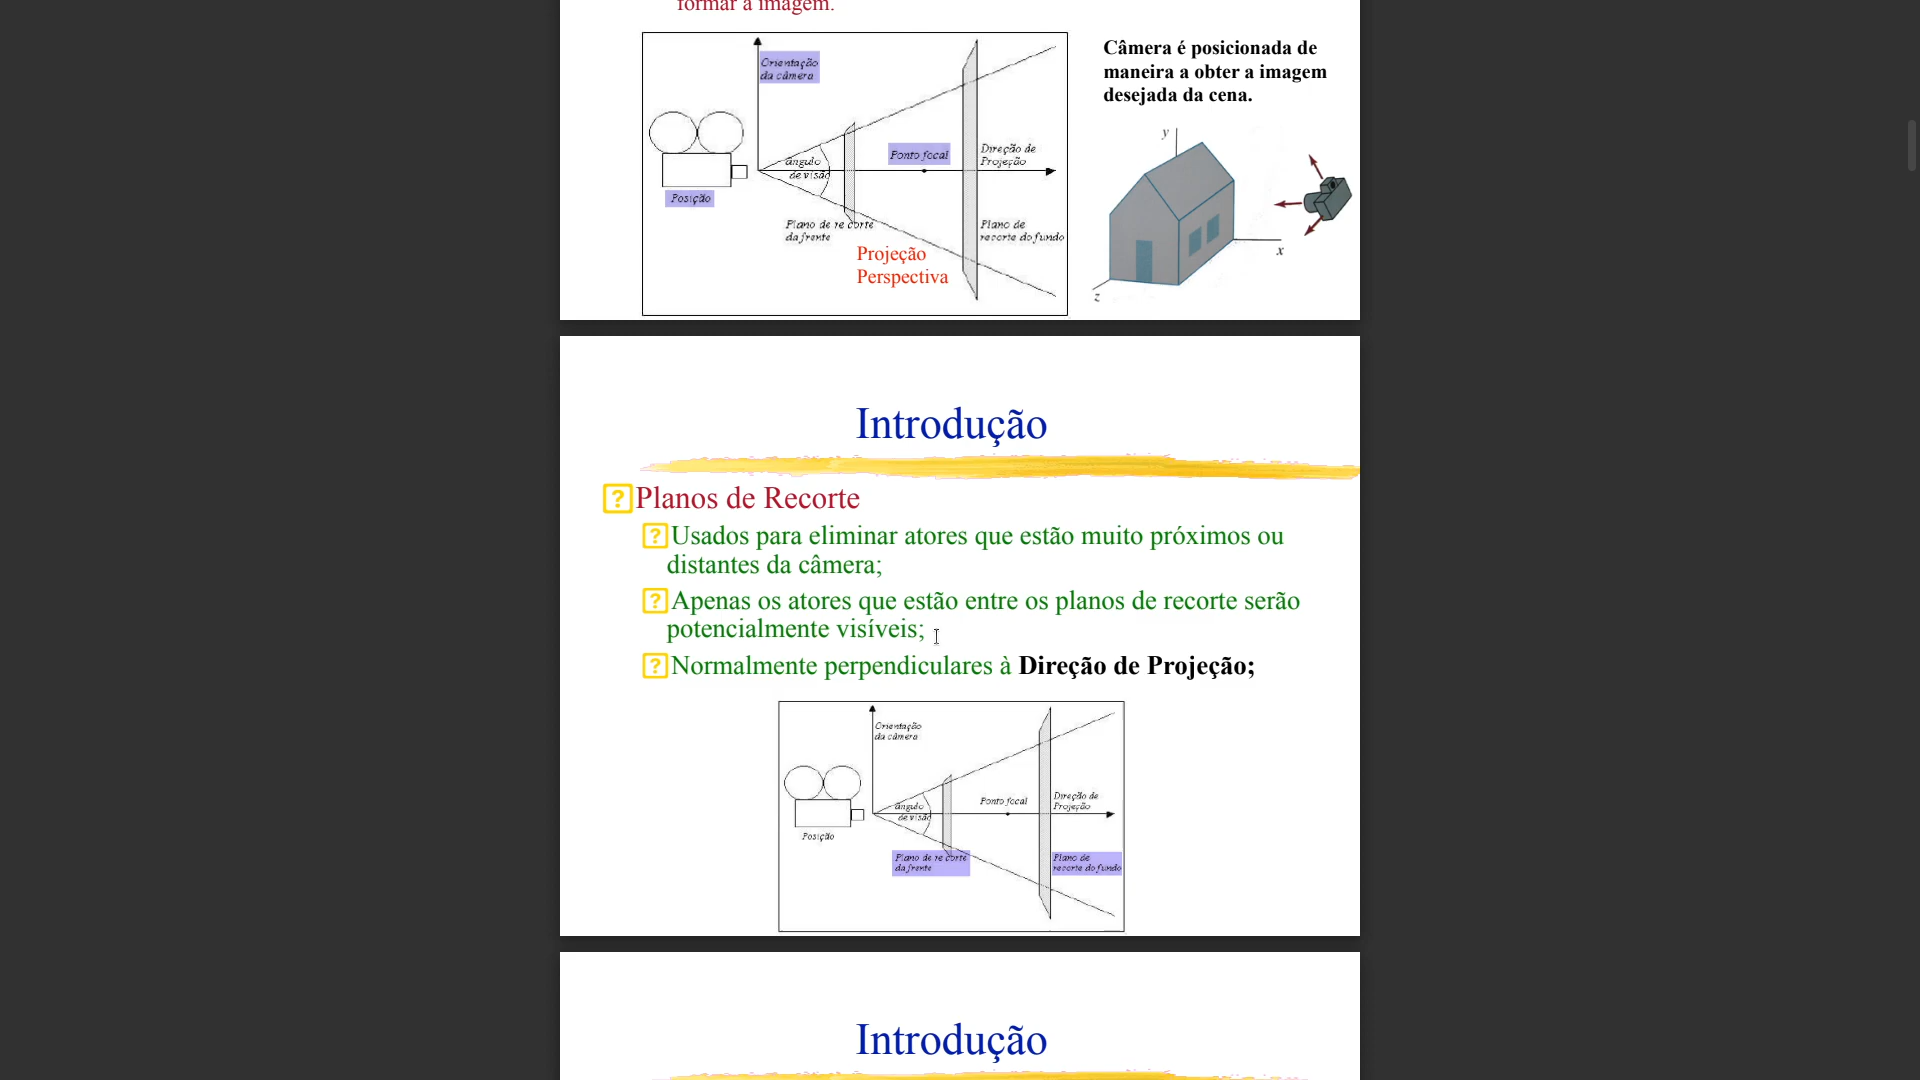 formar a imagem.
Orientação
da câmera
Câmera é posicionada de
maneira a obter a imagem
desejada da cena.
ângulo
de visão
Ponto focal
Direção de
Projeção
Posição
Plano de recorte
da frente
Plano de
recorte do fundo
Projeção
Perspectiva
y
x
z
Introdução
Planos de Recorte
Usados para eliminar atores que estão muito próximos ou
distantes da câmera;
Apenas os atores que estão entre os planos de recorte serão
potencialmente visíveis;
Normalmente perpendiculares à Direção de Projeção;
Orientação
da câmera
ângulo
de visão
Ponto focal
Direção de
Projeção
Posição
Plano de recorte
da frente
Plano de
recorte do fundo
Introdução